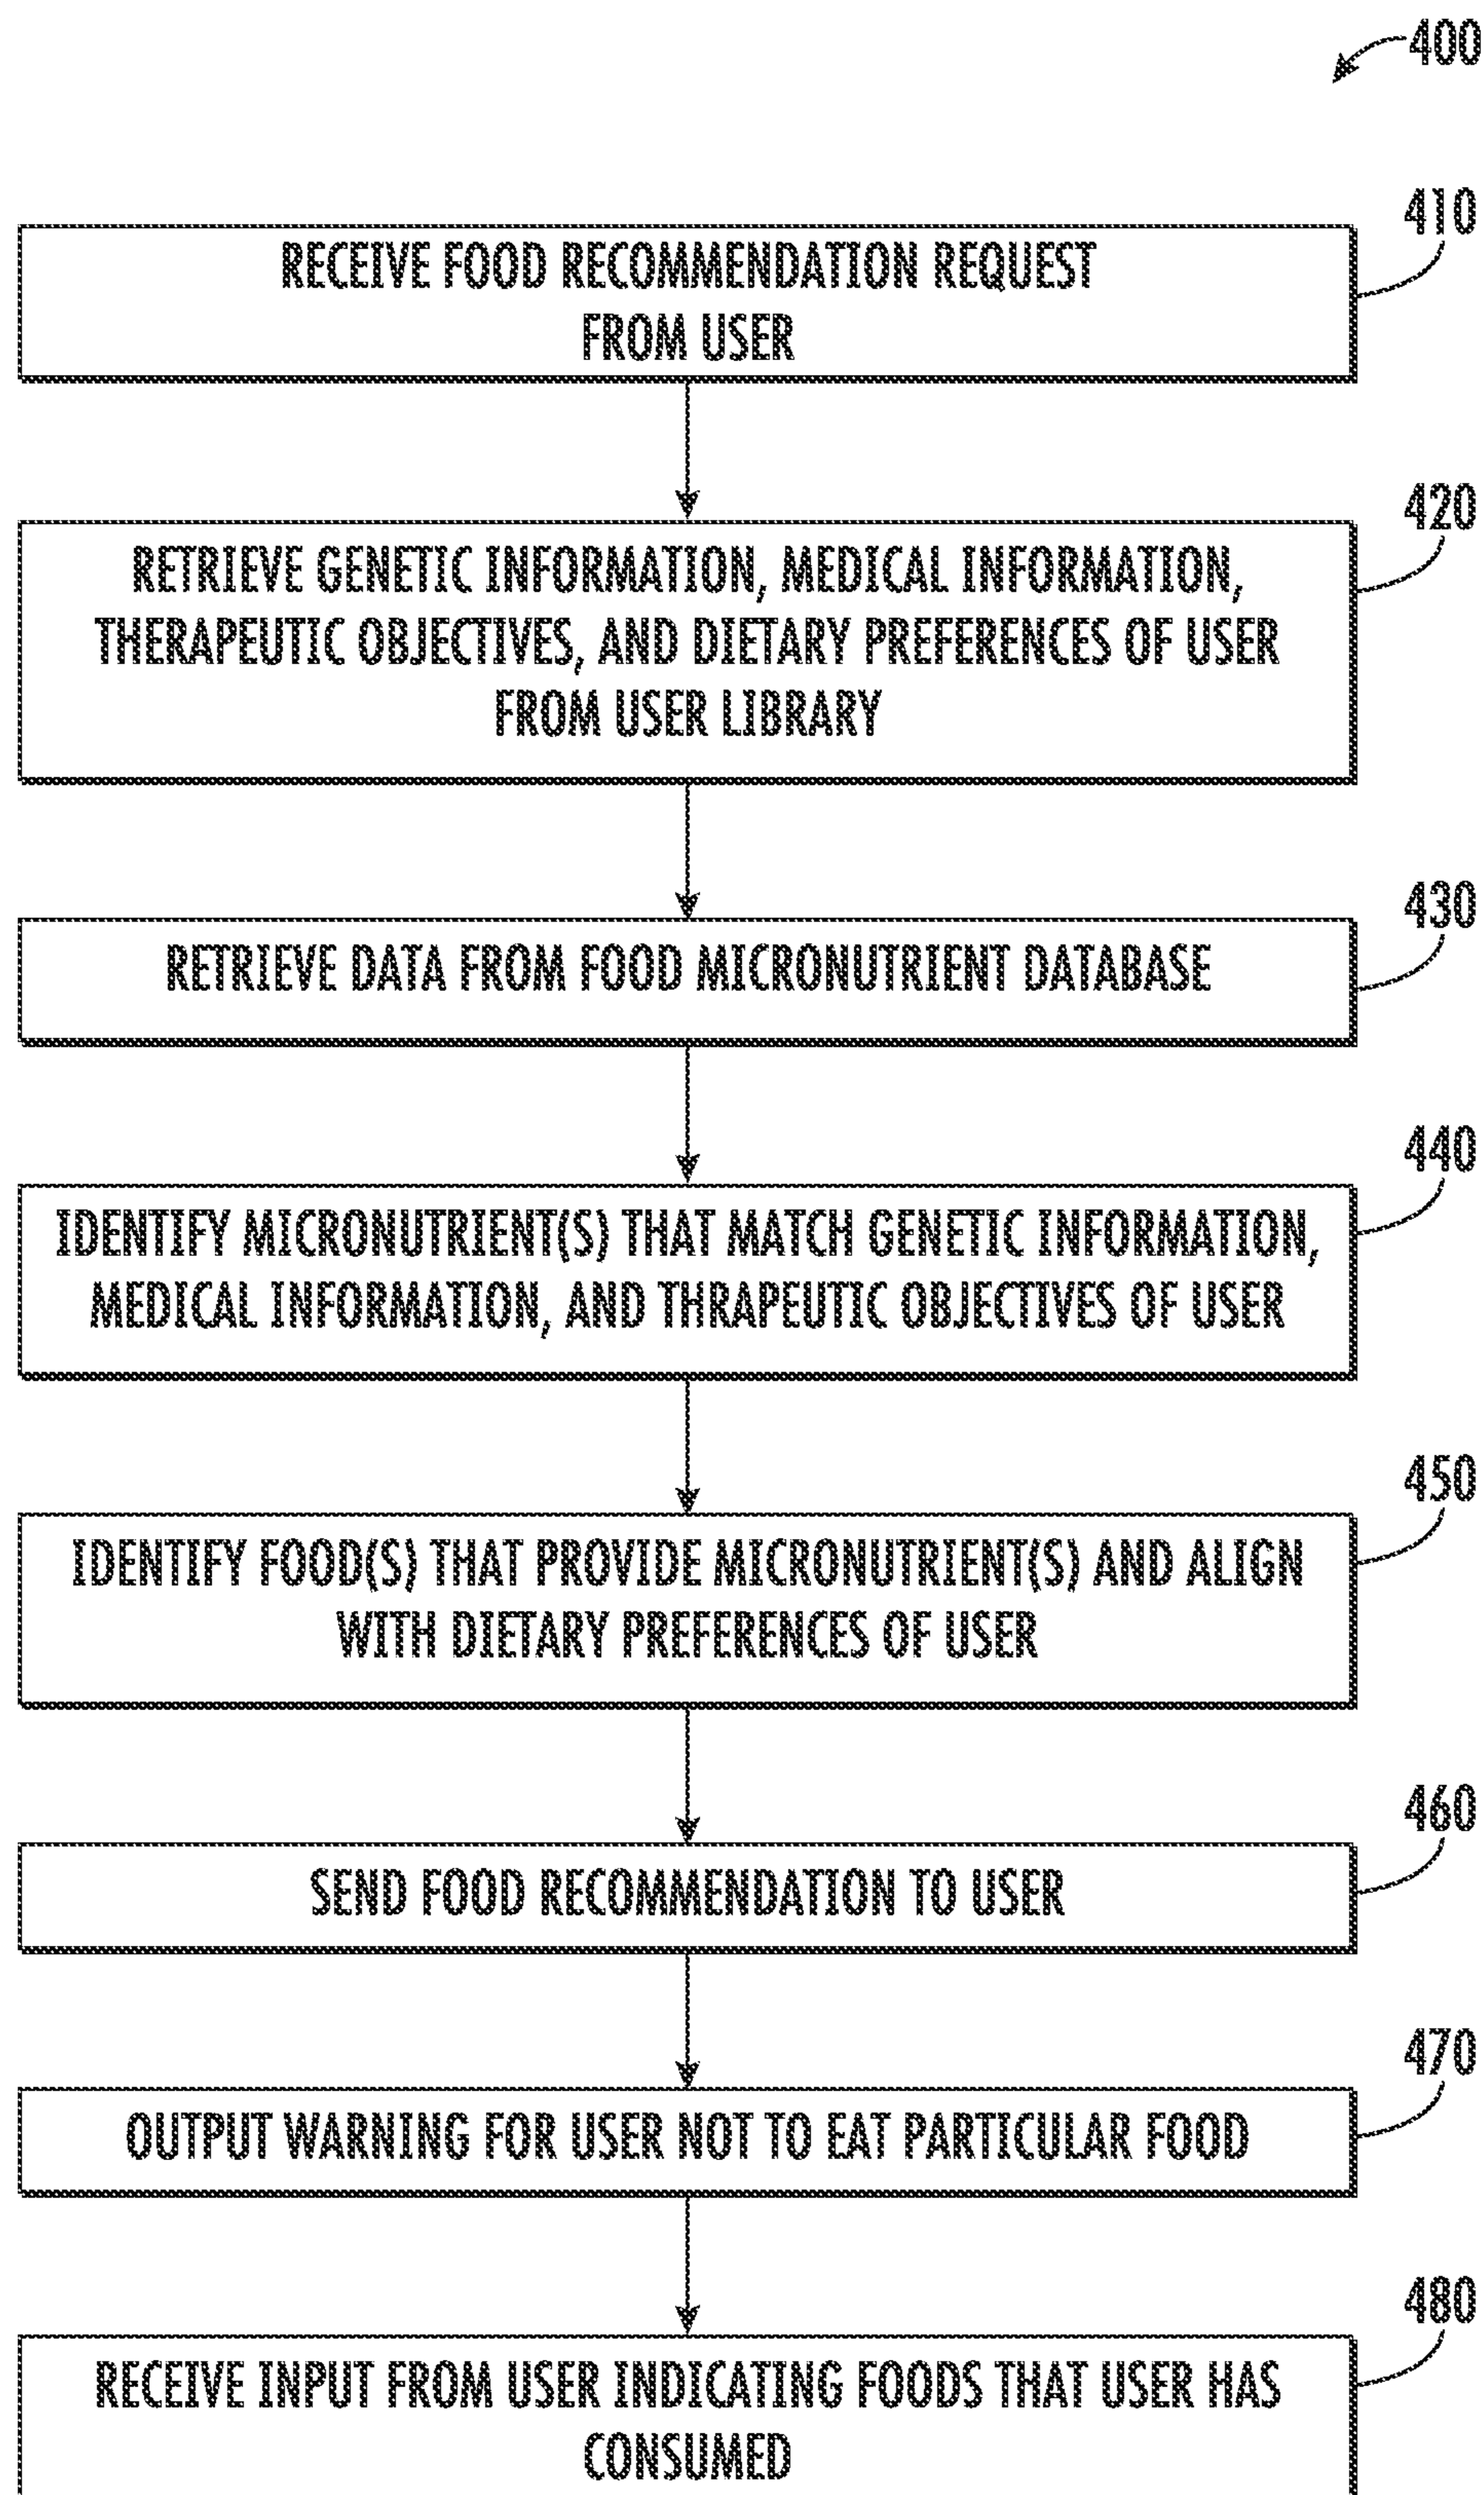 400
410
RECEIVE FOOD RECOMMENDATION REQUEST
FROM USER
420
RETRIEVE GENETIC INFORMATION, MEDICAL INFORMATION,
THERAPEUTIC OBJECTIVES, AND DIETARY PREFERENCES OF USER
FROM USER LIBRARY
430
RETRIEVE DATA FROM FOOD MICRONUTRIENT DATABASE
440
IDENTIFY MICRONUTRIENT(S) THAT MATCH GENETIC INFORMATION,
MEDICAL INFORMATION, AND THRAPEUTIC OBJECTIVES OF USER
450
IDENTIFY FOOD(S) THAT PROVIDE MICRONUTRIENT(S) AND ALIGN
WITH DIETARY PREFERENCES OF USER
460
SEND FOOD RECOMMENDATION TO USER
470
OUTPUT WARNING FOR USER NOT TO EAT PARTICULAR FOOD
480
RECEIVE INPUT FROM USER INDICATING FOODS THAT USER HAS
CONSUMED